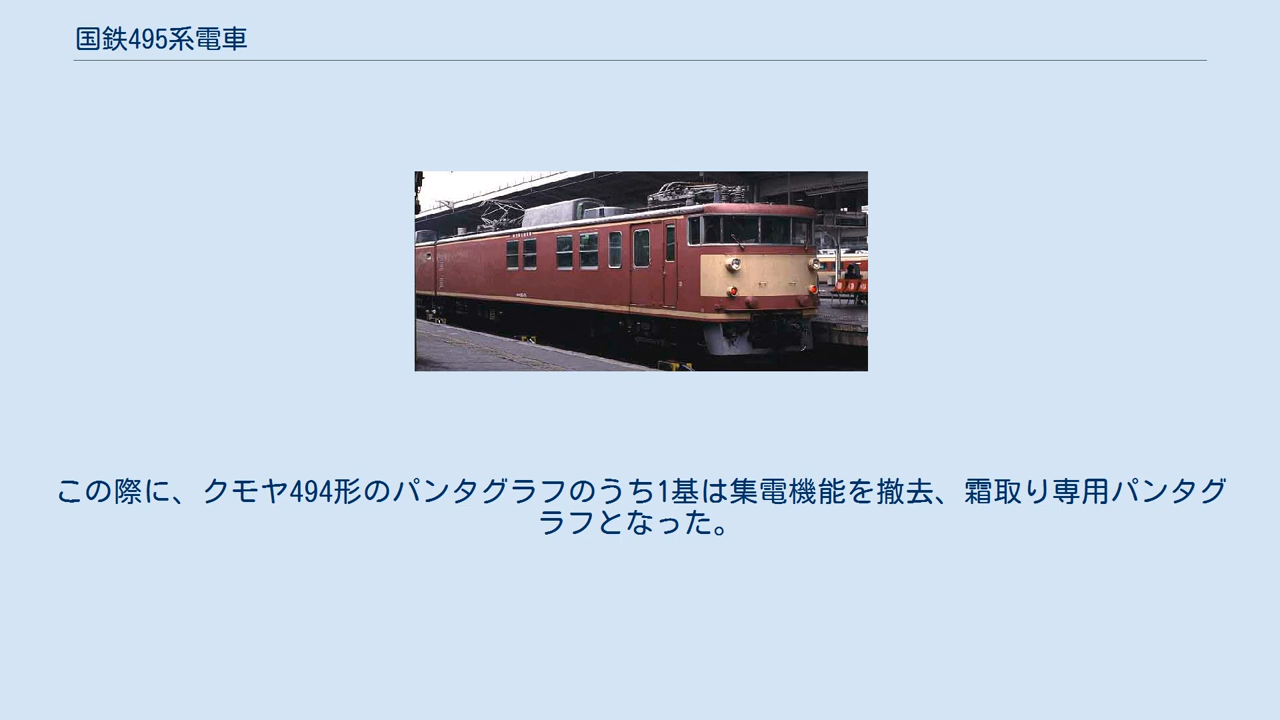 国鉄495系電車
この際に、クモヤ494形のパンタグラフのうち1基は集電機能を撤去、霜取り専用パンタグ
ラフとなった。